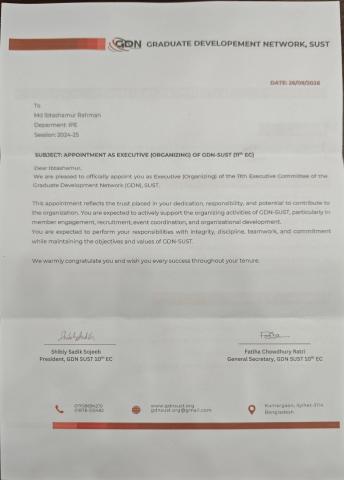 GDN GRADUATE DEVELOPEMENT NETWORK, SUST
DATE: 26/06/2026
To
Md Ibtashamur Rahman
Deparment: IPE
Session: 2024-25
SUBJECT: APPOINTMENT AS EXECUTIVE (ORGANIZING) OF GDN-SUST (11th EC)
Dear Ibtashamur,
We are pleased to officially appoint you as Executive (Organizing) of the 11th Executive Committee of the
Graduate Development Network (GDN), SUST.
This appointment reflects the trust placed in your dedication, responsibility, and potential to contribute to
the organization. You are expected to actively support the organizing activities of GDN-SUST, particularly in
member engagement, recruitment, event coordination, and organizational development.
You are expected to perform your responsibilities with integrity, discipline, teamwork, and commitment
while maintaining the objectives and values of GDN-SUST.
We warmly congratulate you and wish you every success throughout your tenure.
Shibly Sadik Sojeeb
President, GDN SUST 10th EC
Fatiha Chowdhury Ratri
General Secretary, GDN SUST 10th EC
www.gdnsust.org
gdnsust.org@gmail.com
Kumargaon, Sylhet-3114
Bangladesh